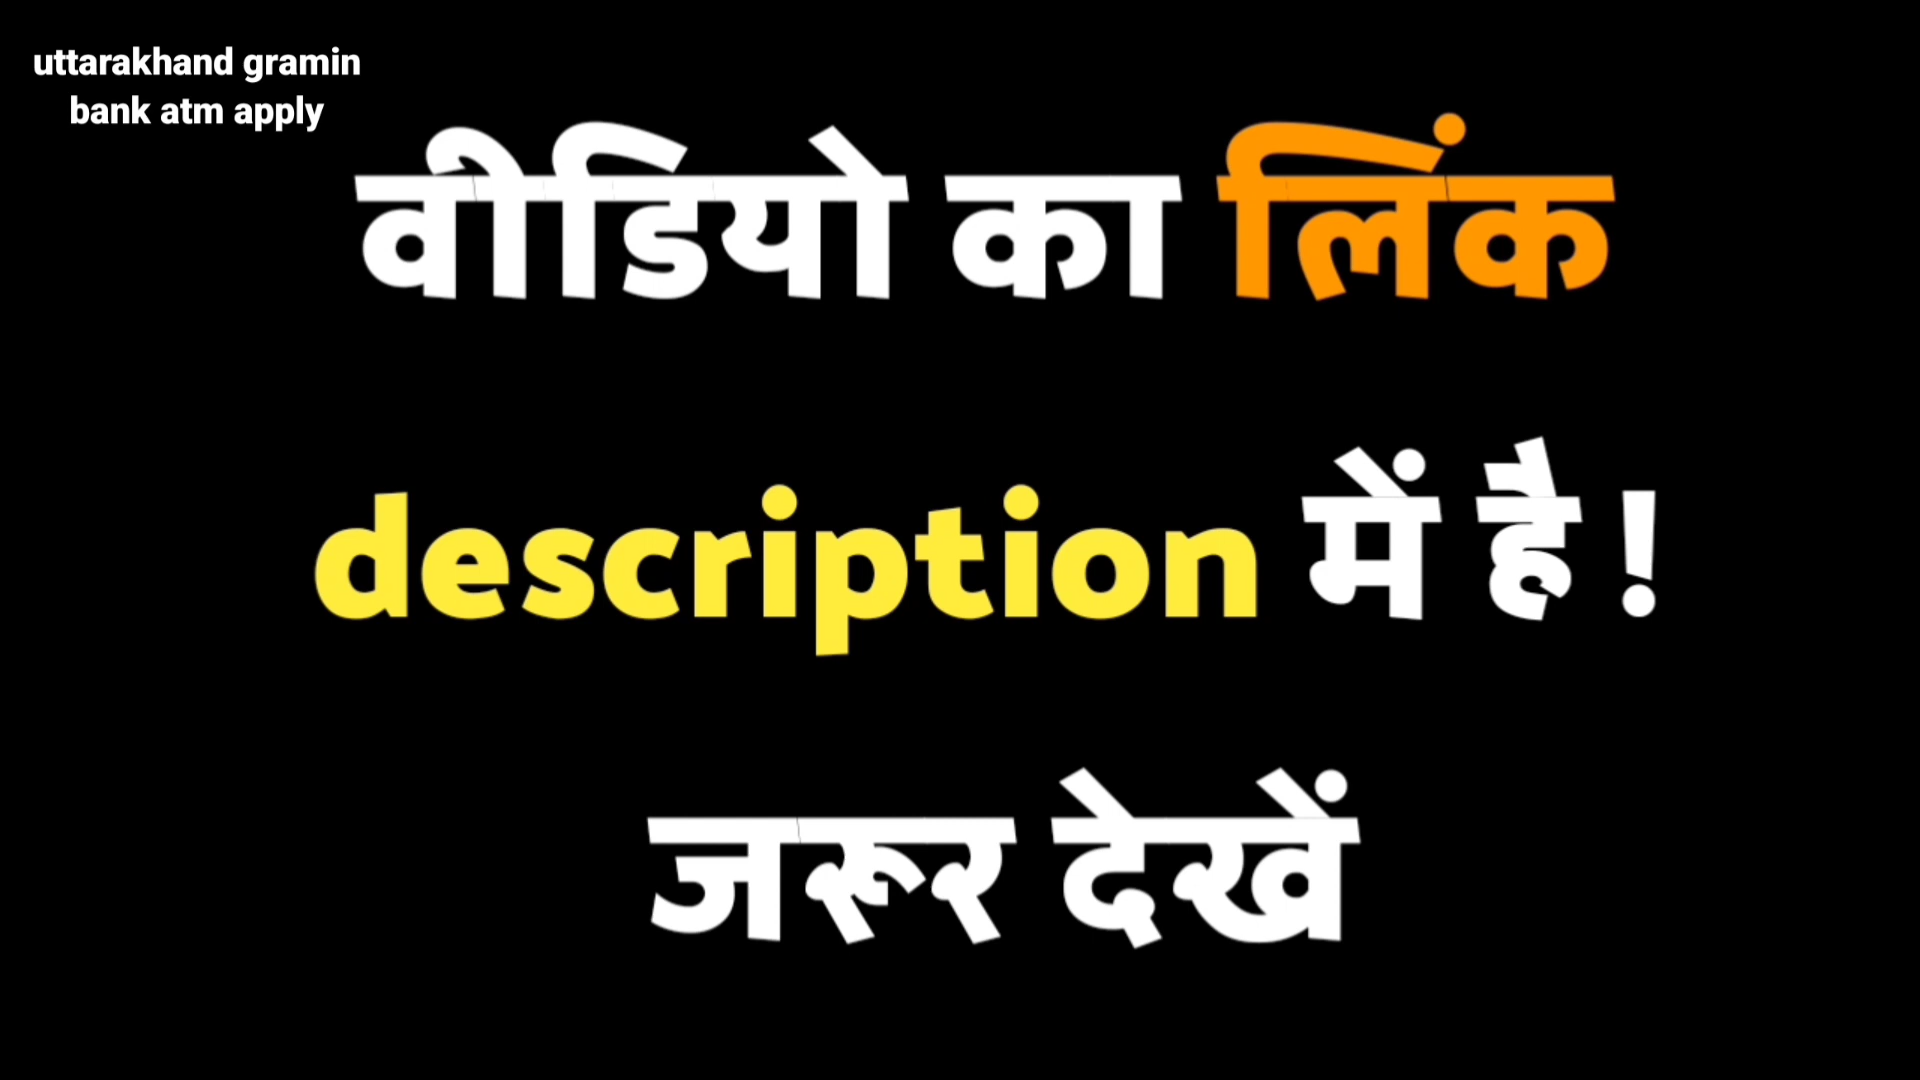 uttarakhand gramin
bank atm apply
वीडियो का लिंक
description में है !
जरूर देखें